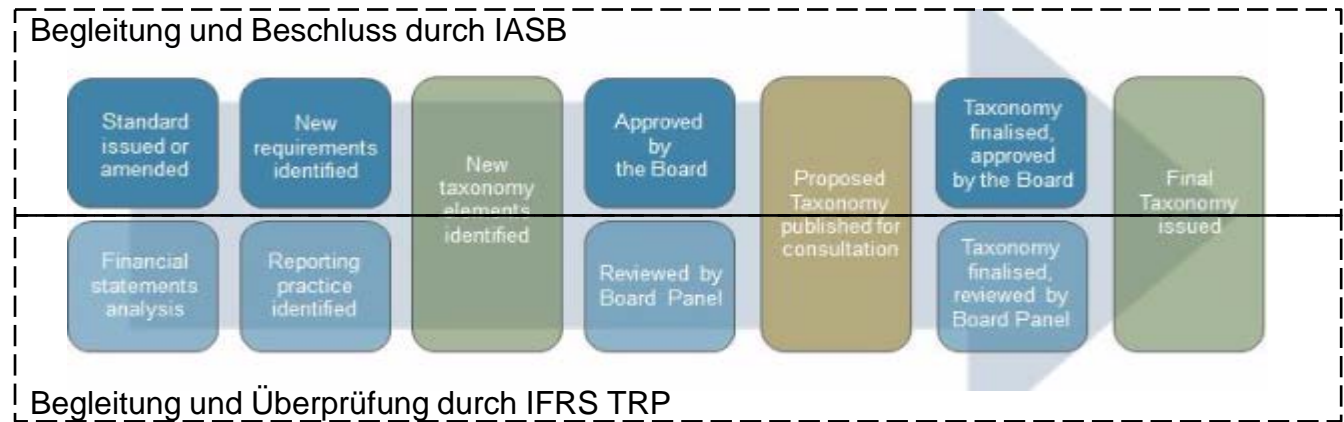 Begleitung und Beschluss durch IASB
Standard
issued or
amended
New
requirements
identified
New
taxonomy
elements
identified
Approved
by
the Board
Proposed
Taxonomy
published for
consultation
Taxonomy
finalised,
approved
by the Board
Final
Taxonomy
issued
Financial
statements
analysis
Reporting
practice
identified
Reviewed by
Board Panel
Taxonomy
finalised,
reviewed by
Board Panel
Begleitung und Überprüfung durch IFRS TRP